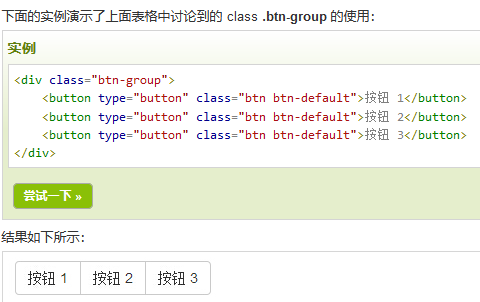 下面的实例演示了上面表格中讨论到的 class .btn-group 的使用：
实例
<div class="btn-group">
    <button type="button" class="btn btn-default">按钮 1</button>
    <button type="button" class="btn btn-default">按钮 2</button>
    <button type="button" class="btn btn-default">按钮 3</button>
</div>
尝试一下 »
结果如下所示：
按钮 1 按钮 2 按钮 3